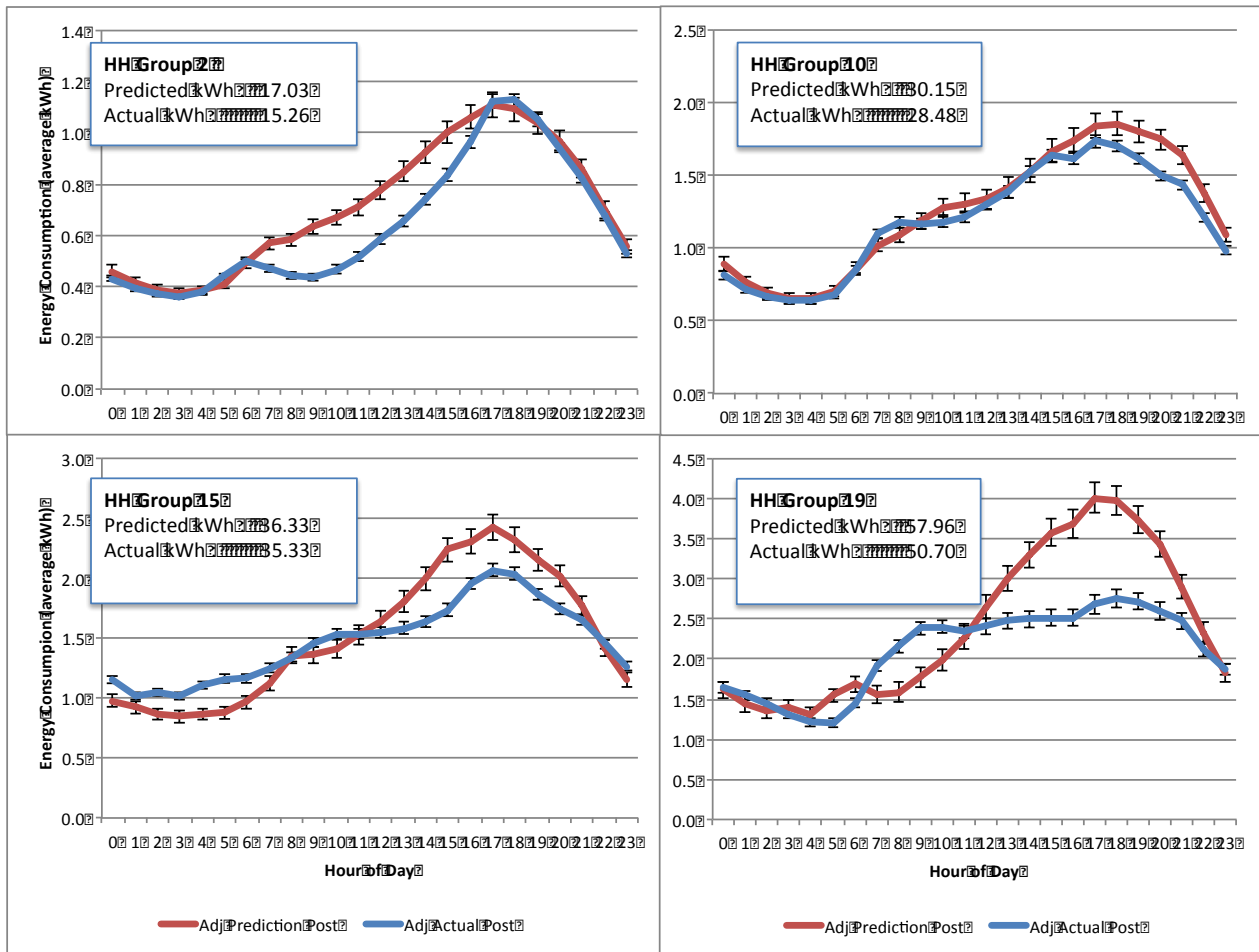 HH Group 2
Predicted kWh 17.03
Actual kWh 15.26
Energy Consumption (average kWh)
1.4
1.2
1.0
0.8
0.6
0.4
0.2
0.0
0 1 2 3 4 5 6 7 8 9 10 11 12 13 14 15 16 17 18 19 20 21 22 23
HH Group 10
Predicted kWh 30.15
Actual kWh 28.48
2.5
2.0
1.5
1.0
0.5
0.0
0 1 2 3 4 5 6 7 8 9 10 11 12 13 14 15 16 17 18 19 20 21 22 23
HH Group 15
Predicted kWh 36.33
Actual kWh 35.33
Energy Consumption (average kWh)
3.0
2.5
2.0
1.5
1.0
0.5
0.0
0 1 2 3 4 5 6 7 8 9 10 11 12 13 14 15 16 17 18 19 20 21 22 23
Hour of Day
Adj Prediction Post
Adj Actual Post
HH Group 19
Predicted kWh 57.96
Actual kWh 50.70
4.5
4.0
3.5
3.0
2.5
2.0
1.5
1.0
0.5
0.0
0 1 2 3 4 5 6 7 8 9 10 11 12 13 14 15 16 17 18 19 20 21 22 23
Hour of Day
Adj Prediction Post
Adj Actual Post